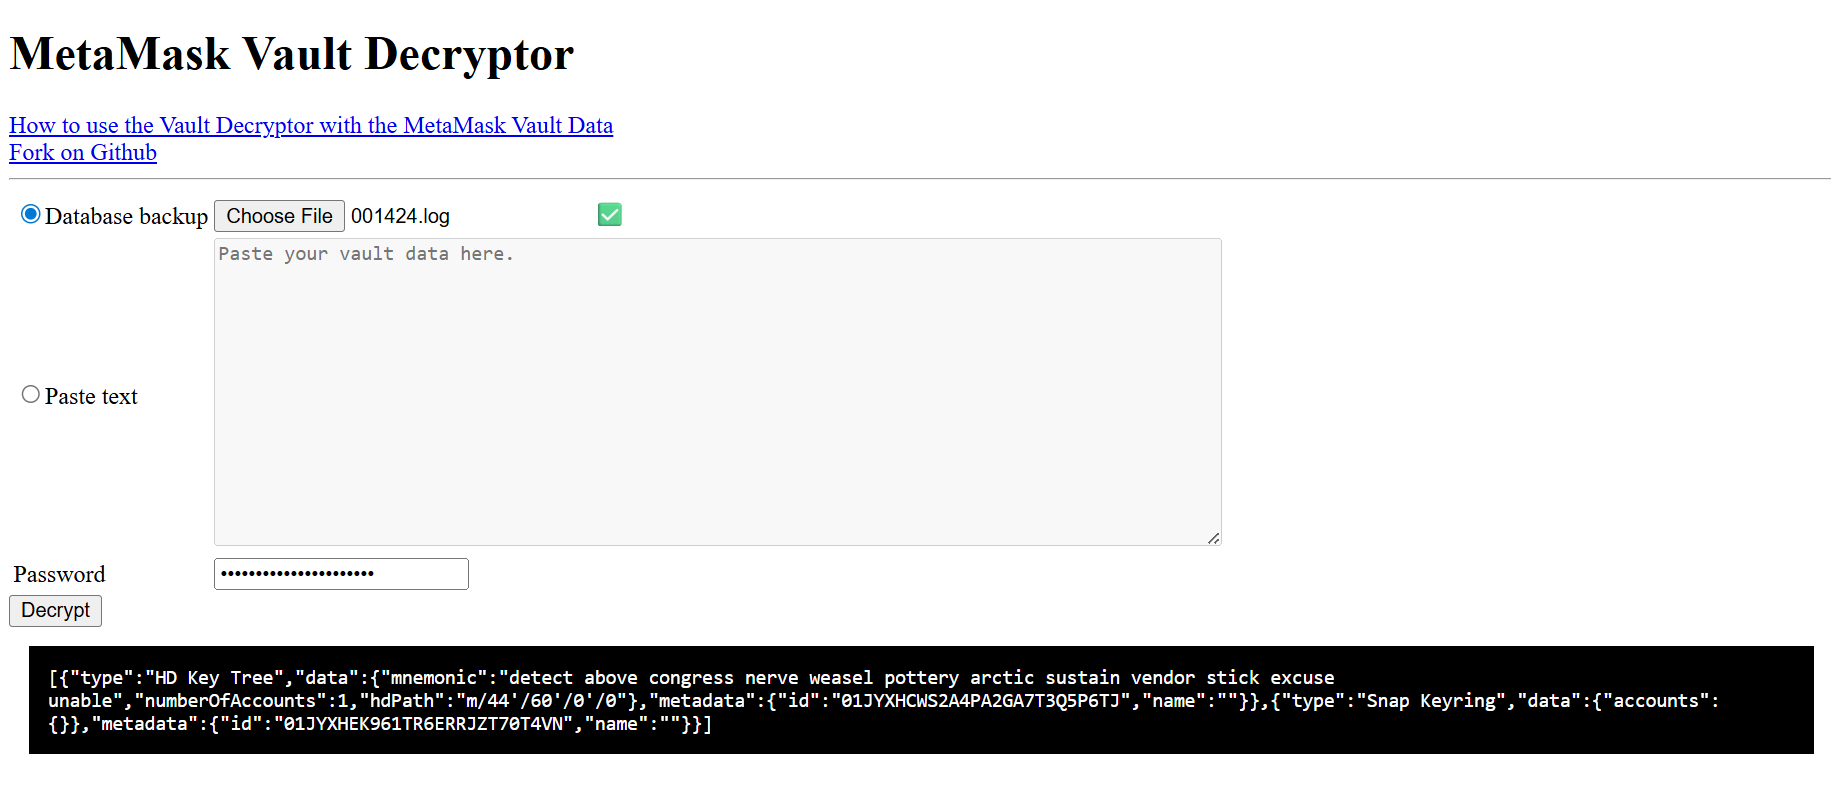 MetaMask Vault Decryptor
How to use the Vault Decryptor with the MetaMask Vault Data
Fork on Github
Database backup Choose File 001424.log
Paste your vault data here.
Paste text
Password
Decrypt
[{"type":"HD Key Tree","data":{"mnemonic":"detect above congress nerve weasel pottery arctic sustain vendor stick excuse
unable","numberOfAccounts":1,"hdPath":"m/44'/60'/0'/0"},"metadata":{"id":"01JYXHCWS2A4PA2GA7T3Q5P6TJ","name":""}},{"type":"Snap Keyring","data":{"accounts":
{}},"metadata":{"id":"01JYXHEK961TR6ERRJZT70T4VN","name":""}}]